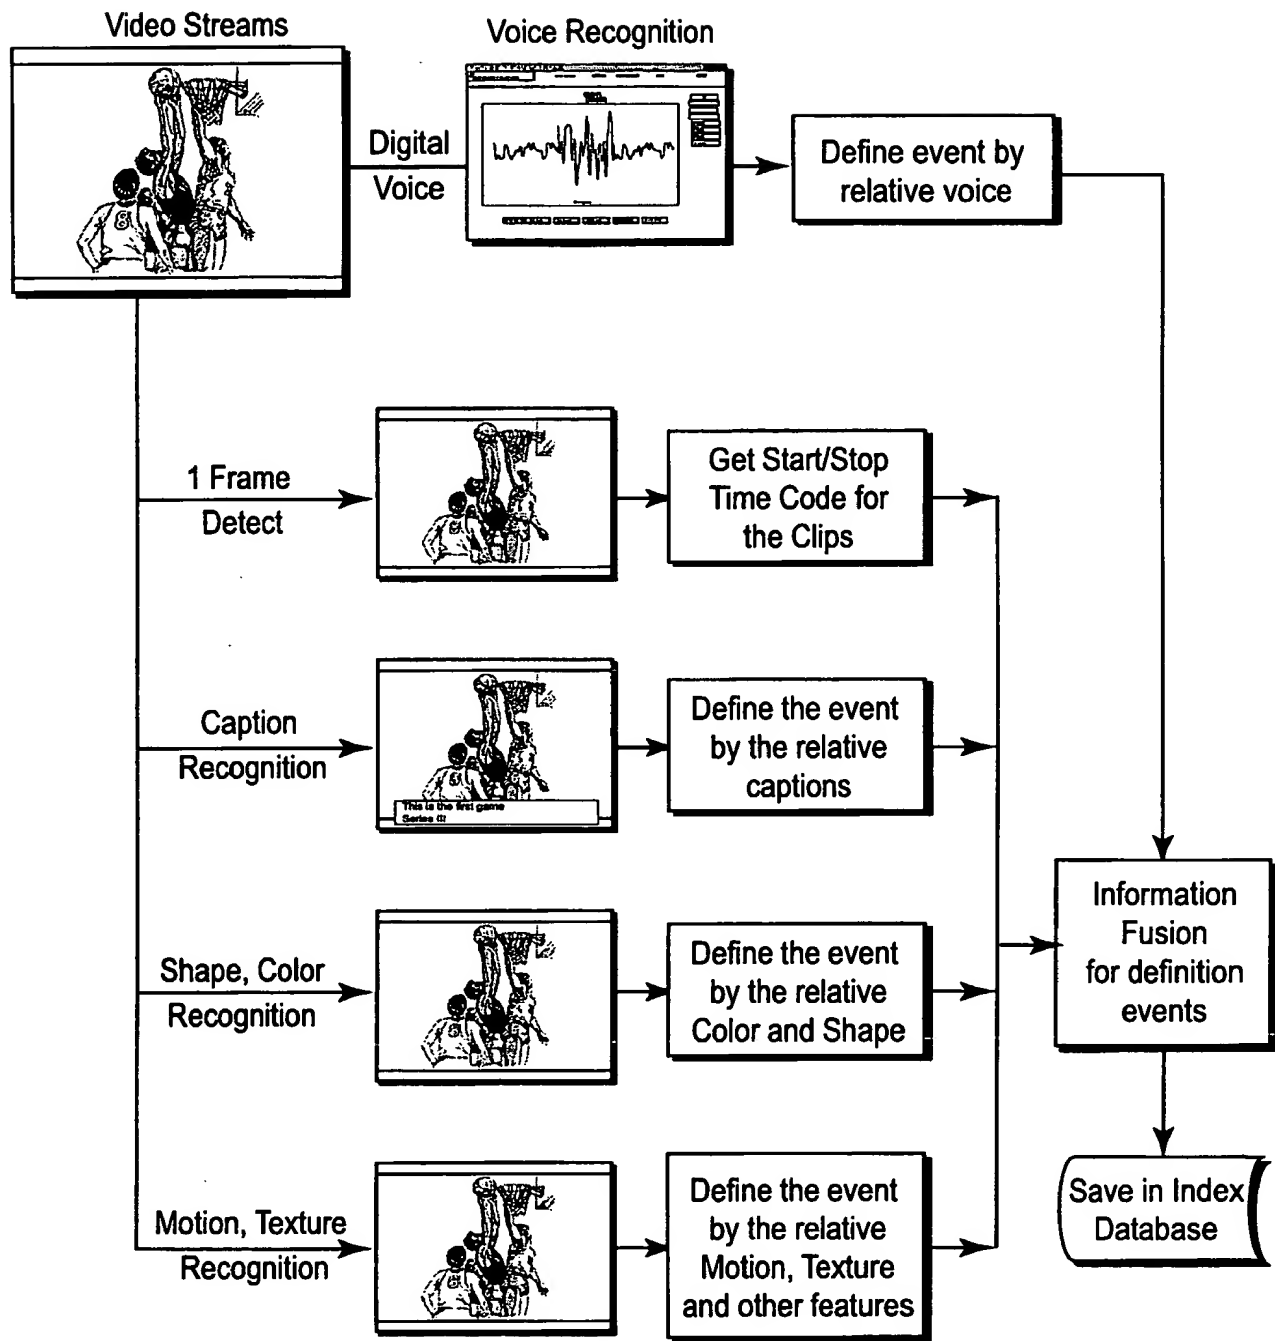 Video Streams
Voice Recognition
Digital
Voice
Define event by
relative voice
8
1 Frame
Detect
Get Start/Stop
Time Code for
the Clips
Caption
Recognition
This is the first game
Series
Define the event
by the relative
captions
Shape, Color
Recognition
Define the event
by the relative
Color and Shape
Information
Fusion
for definition
events
Motion, Texture
Recognition
Define the event
by the relative
Motion, Texture
and other features
Save in Index
Database